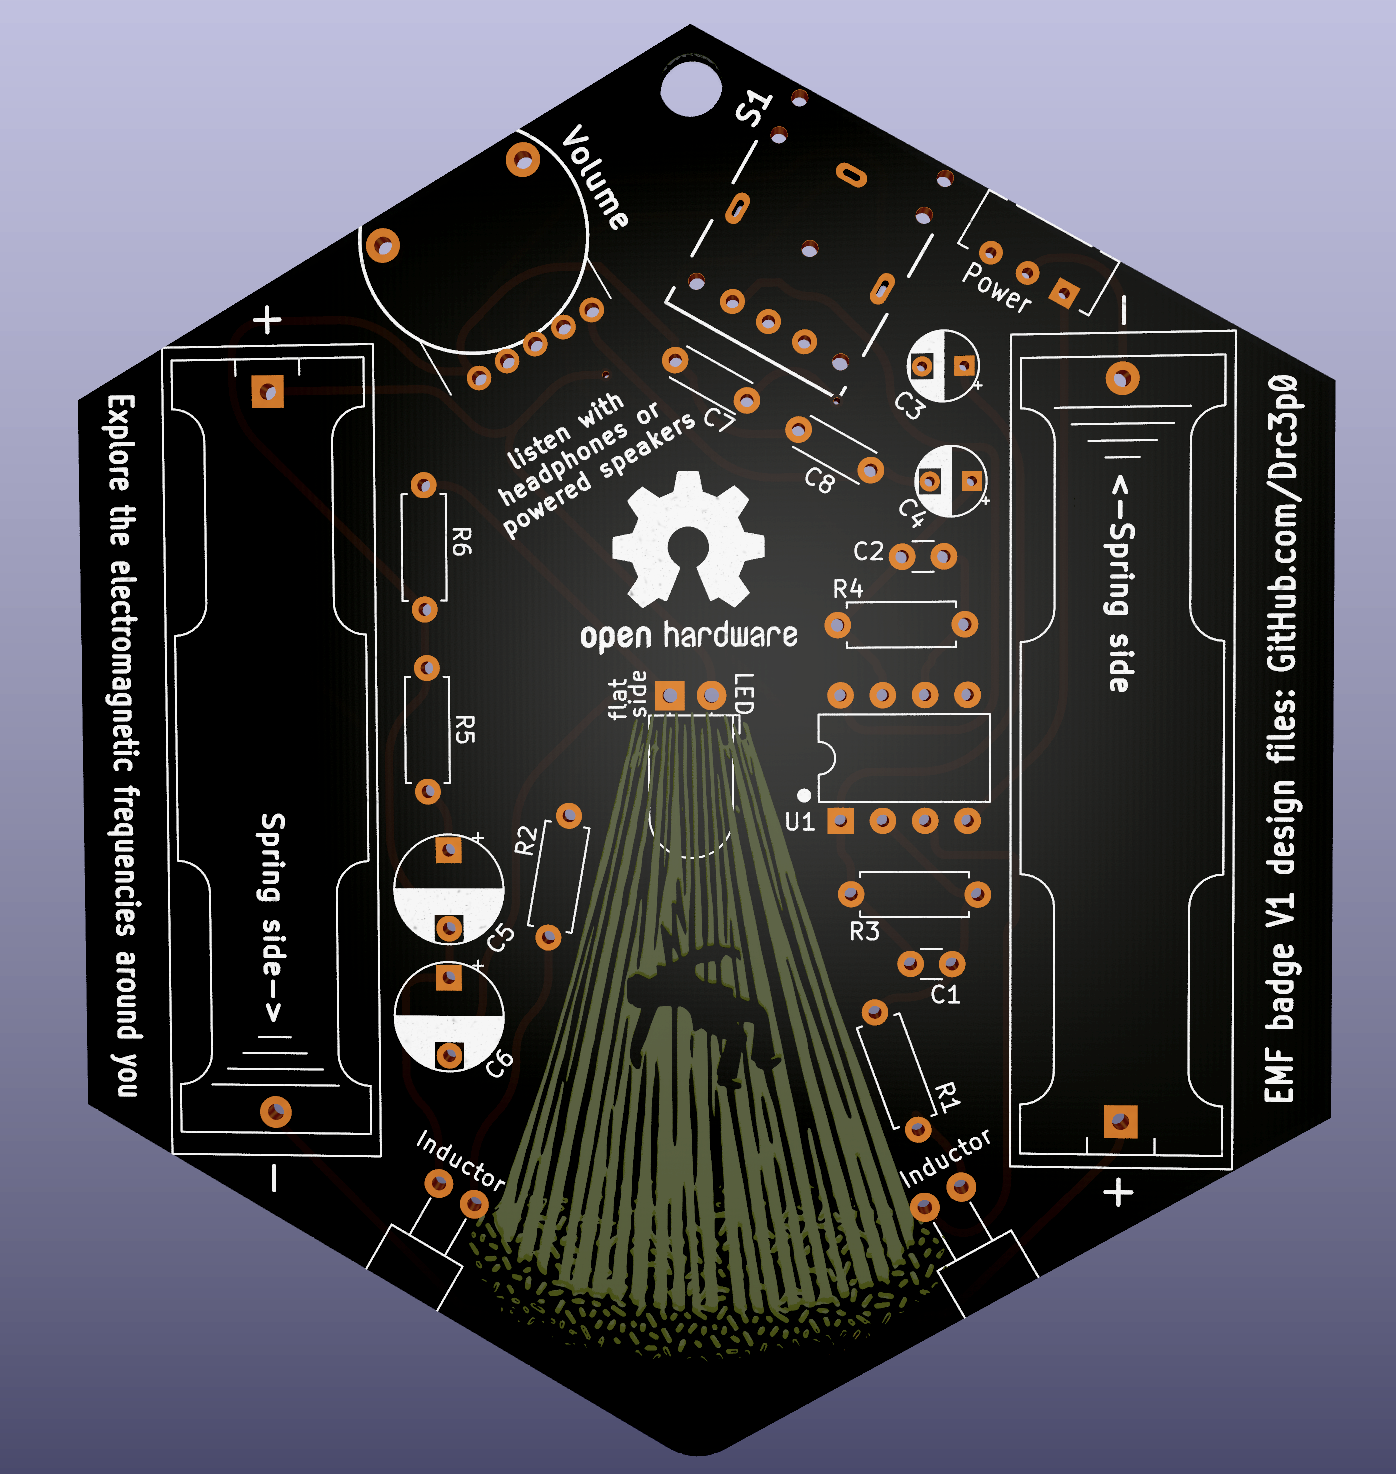 S1
Volume
Power
+
−
C3
+
C7
listen with
headphones or
powered speakers
C8
C4
+
R6
C2
R4
open hardware
<-Spring side
Explore the electromagnetic frequencies around you
EMF badge V1 design files: GitHub.com/Drc3p0
flat
side
LED
R5
U1
R2
Spring side->
+
C5
R3
+
C6
C1
R1
Inductor
Inductor
−
+